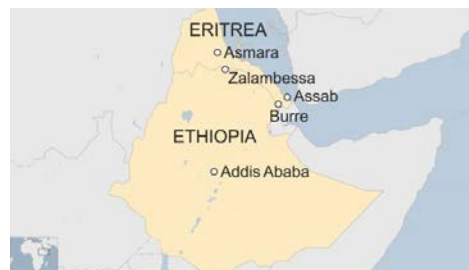 ERITREA
Asmara
Zalambessa
Assab
Burre
ETHIOPIA
Addis Ababa